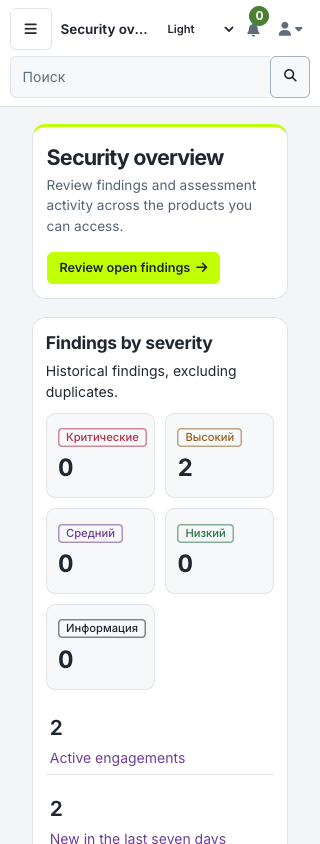 Security ov...
Light
0
Поиск
Security overview
Review findings and assessment
activity across the products you
can access.
Review open findings
Findings by severity
Historical findings, excluding
duplicates.
Критические
0
Высокий
2
Средний
0
Низкий
0
Информация
0
2
Active engagements
2
New in the last seven days